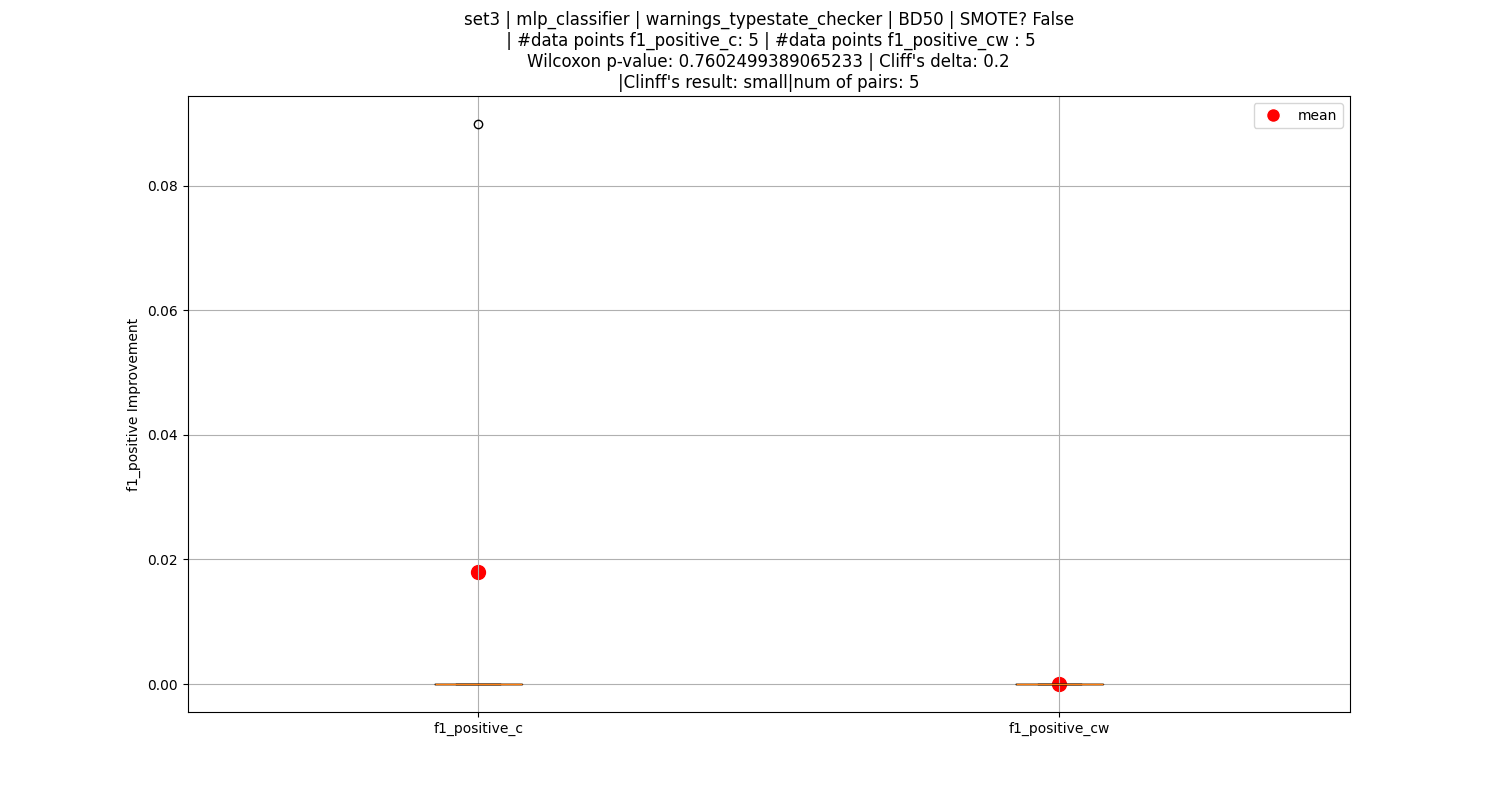 set3 | mlp_classifier | warnings_typestate_checker | BD50 | SMOTE? False
| #data points f1_positive_c: 5 | #data points f1_positive_cw : 5
Wilcoxon p-value: 0.7602499389065233 | Cliff's delta: 0.2
|Clinff's result: small|num of pairs: 5
mean
f1_positive Improvement
0.08
0.06
0.04
0.02
0.00
f1_positive_c
f1_positive_cw